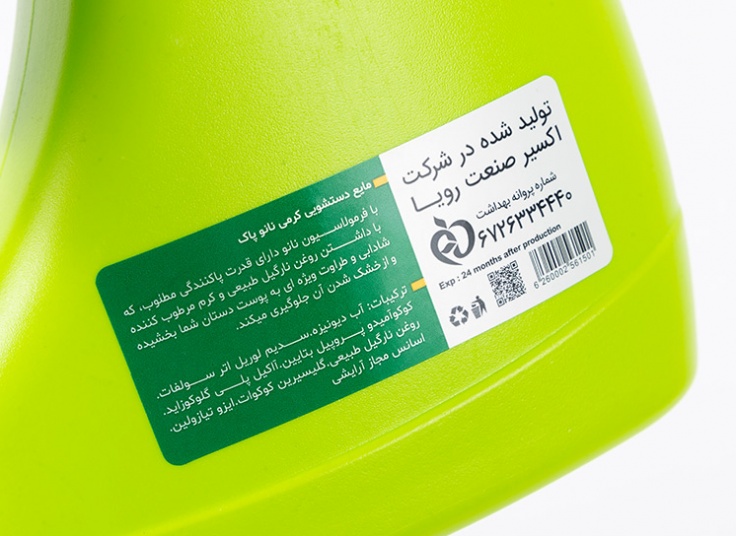 تولید شده در شرکت
اکسیر صنعت رویا
شماره پروانه بهداشت
۶۷۲۶۳۳۴۴۴۰
Exp : 24 months after production
6 260002 561501
مایع دستشویی کرمی نانو پاک
با فرمولاسیون نانو دارای قدرت پاکنندگی مطلوب، که
با داشتن روغن نارگیل طبیعی و کرم مرطوب کننده
شادابی و طراوت ویژه ای به پوست دستان شما بخشیده
و از خشک شدن آن جلوگیری میکند.
ترکیبات: آب دیونیزه.سدیم لوریل اتر سولفات.
کوکوآمیدو پروپیل بتایین.آلکیل پلی گلوکوزاید.
روغن نارگیل طبیعی.گلیسیرین کوکوات.ایزو تیازولین.
اسانس مجاز آرایشی